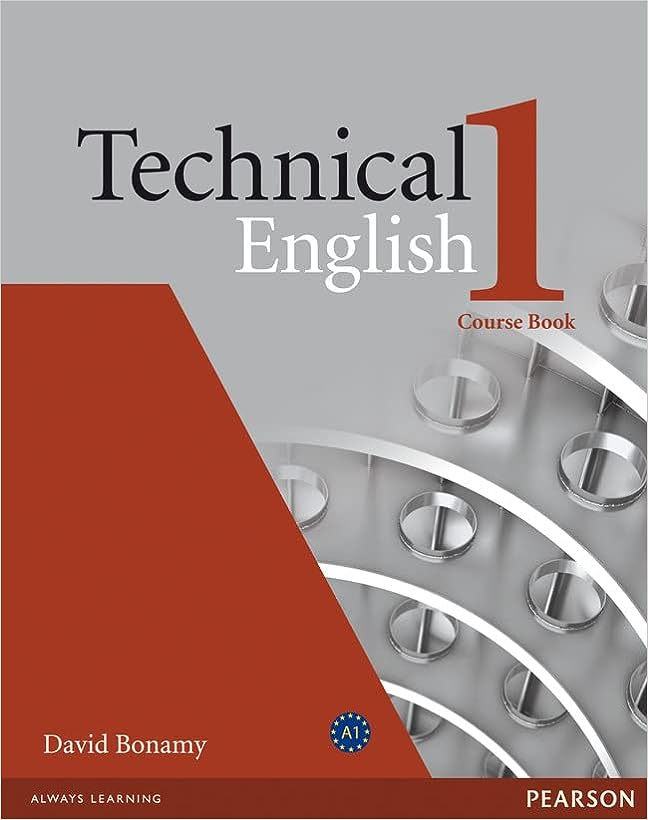 Technical 1
English
Course Book
David Bonamy
A1
ALWAYS LEARNING
PEARSON